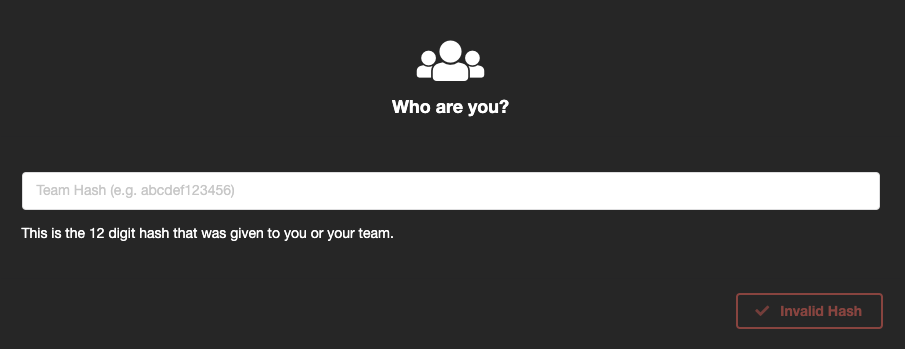 Who are you?
Team Hash (e.g. abcdef123456)
This is the 12 digit hash that was given to you or your team.
Invalid Hash